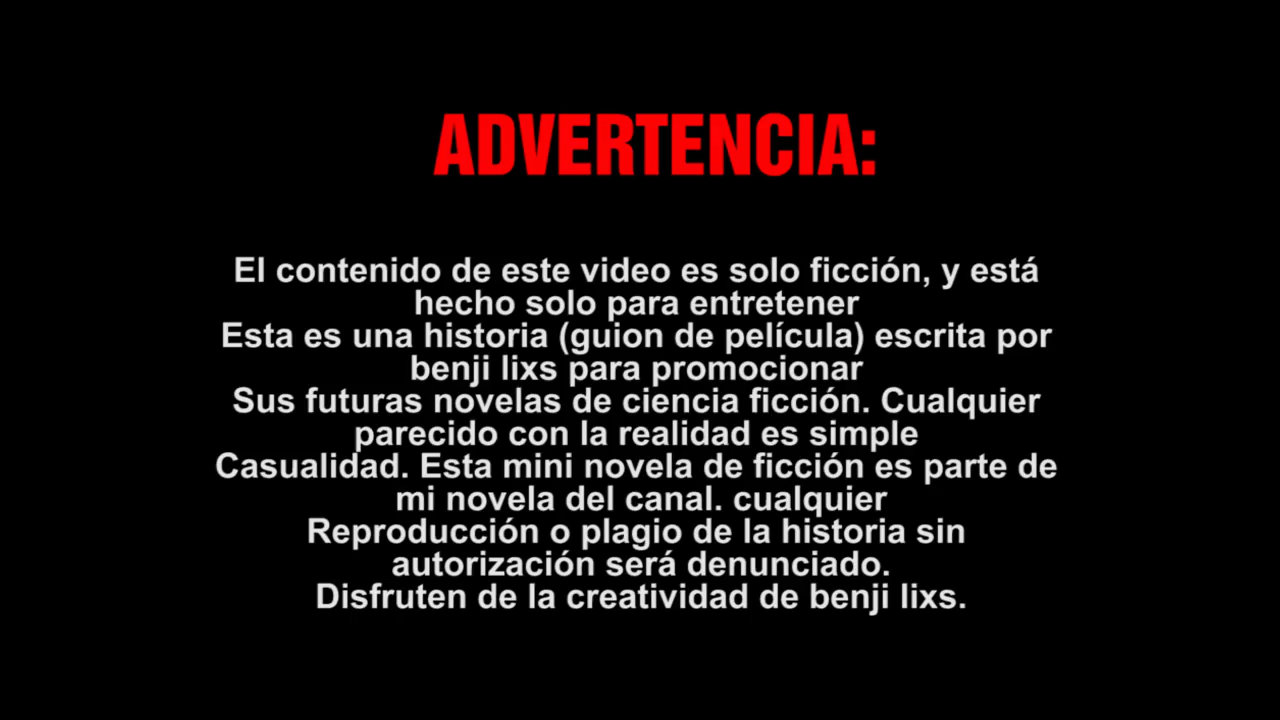 ADVERTENCIA:
El contenido de este video es solo ficción, y está
hecho solo para entretener
Esta es una historia (guion de película) escrita por
benji lixs para promocionar
Sus futuras novelas de ciencia ficción. Cualquier
parecido con la realidad es simple
Casualidad. Esta mini novela de ficción es parte de
mi novela del canal. cualquier
Reproducción o plagio de la historia sin
autorización será denunciado.
Disfruten de la creatividad de benji lixs.